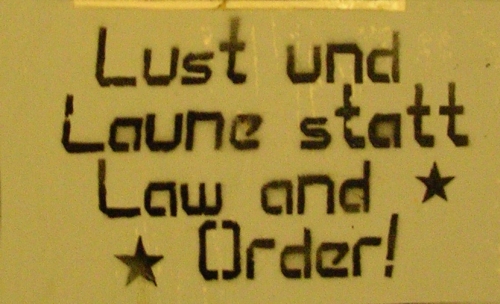 Lust und
Laune statt
Law and
Order!